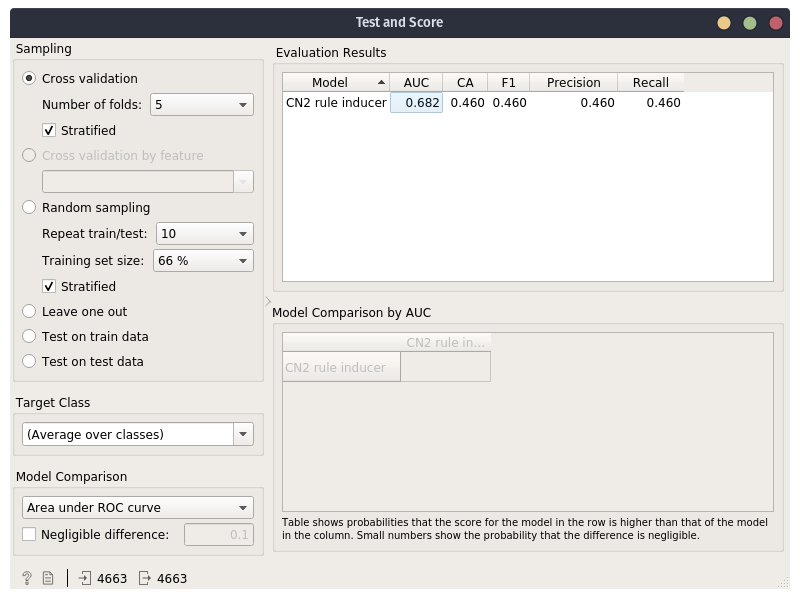 Test and Score
Sampling
Cross validation
Number of folds: 5
Stratified
Cross validation by feature
Random sampling
Repeat train/test: 10
Training set size: 66 %
Stratified
Leave one out
Test on train data
Test on test data
Target Class
(Average over classes)
Model Comparison
Area under ROC curve
Negligible difference: 0.1
? 4663 4663
Evaluation Results
Model AUC CA F1 Precision Recall
CN2 rule inducer 0.682 0.460 0.460 0.460 0.460
Model Comparison by AUC
CN2 rule in...
CN2 rule inducer
Table shows probabilities that the score for the model in the row is higher than that of the model
in the column. Small numbers show the probability that the difference is negligible.